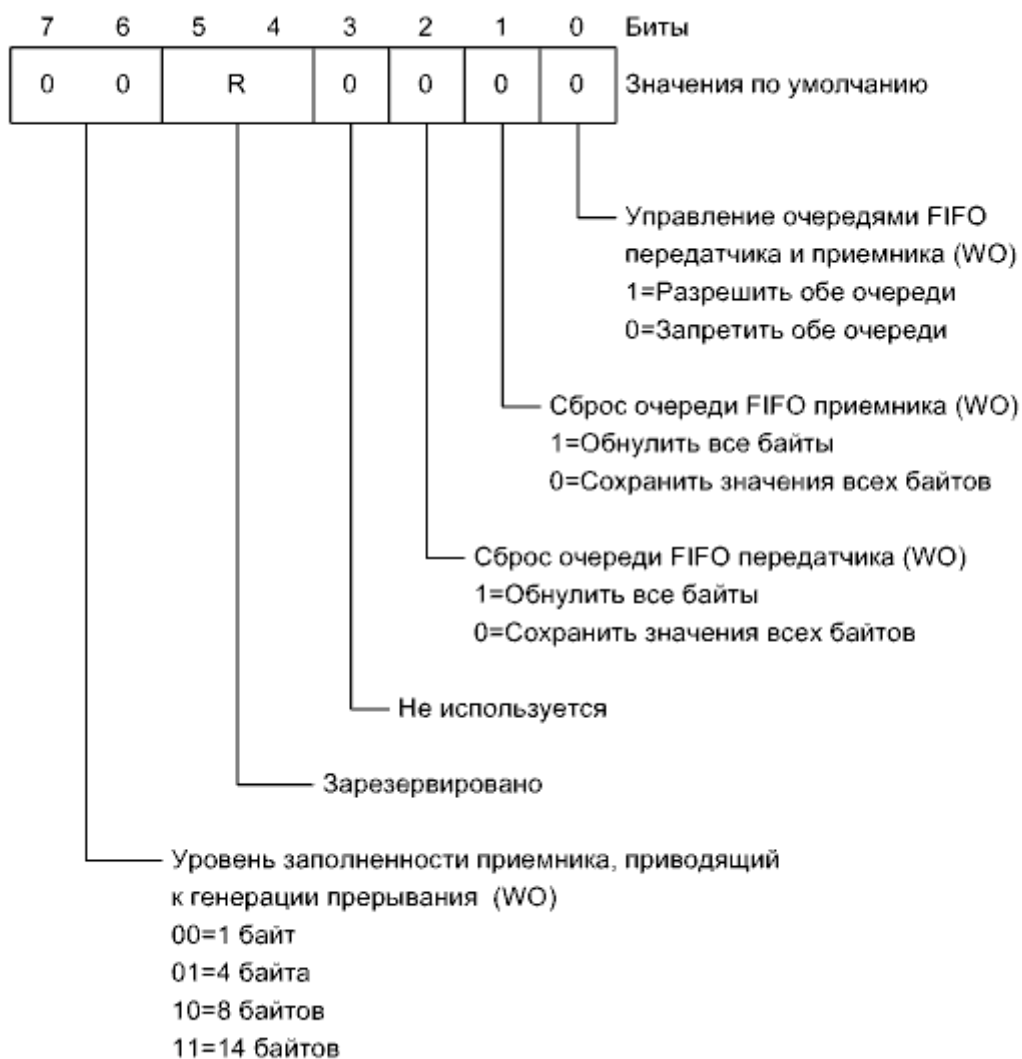 7 6 5 4 3 2 1 0 Биты
0 0 R 0 0 0 0 Значения по умолчанию
Управление очередями FIFO
передатчика и приемника (WO)
1=Разрешить обе очереди
0=Запретить обе очереди
Сброс очереди FIFO приемника (WO)
1=Обнулить все байты
0=Сохранить значения всех байтов
Сброс очереди FIFO передатчика (WO)
1=Обнулить все байты
0=Сохранить значения всех байтов
Не используется
Зарезервировано
Уровень заполненности приемника, приводящий
к генерации прерывания (WO)
00=1 байт
01=4 байта
10=8 байтов
11=14 байтов